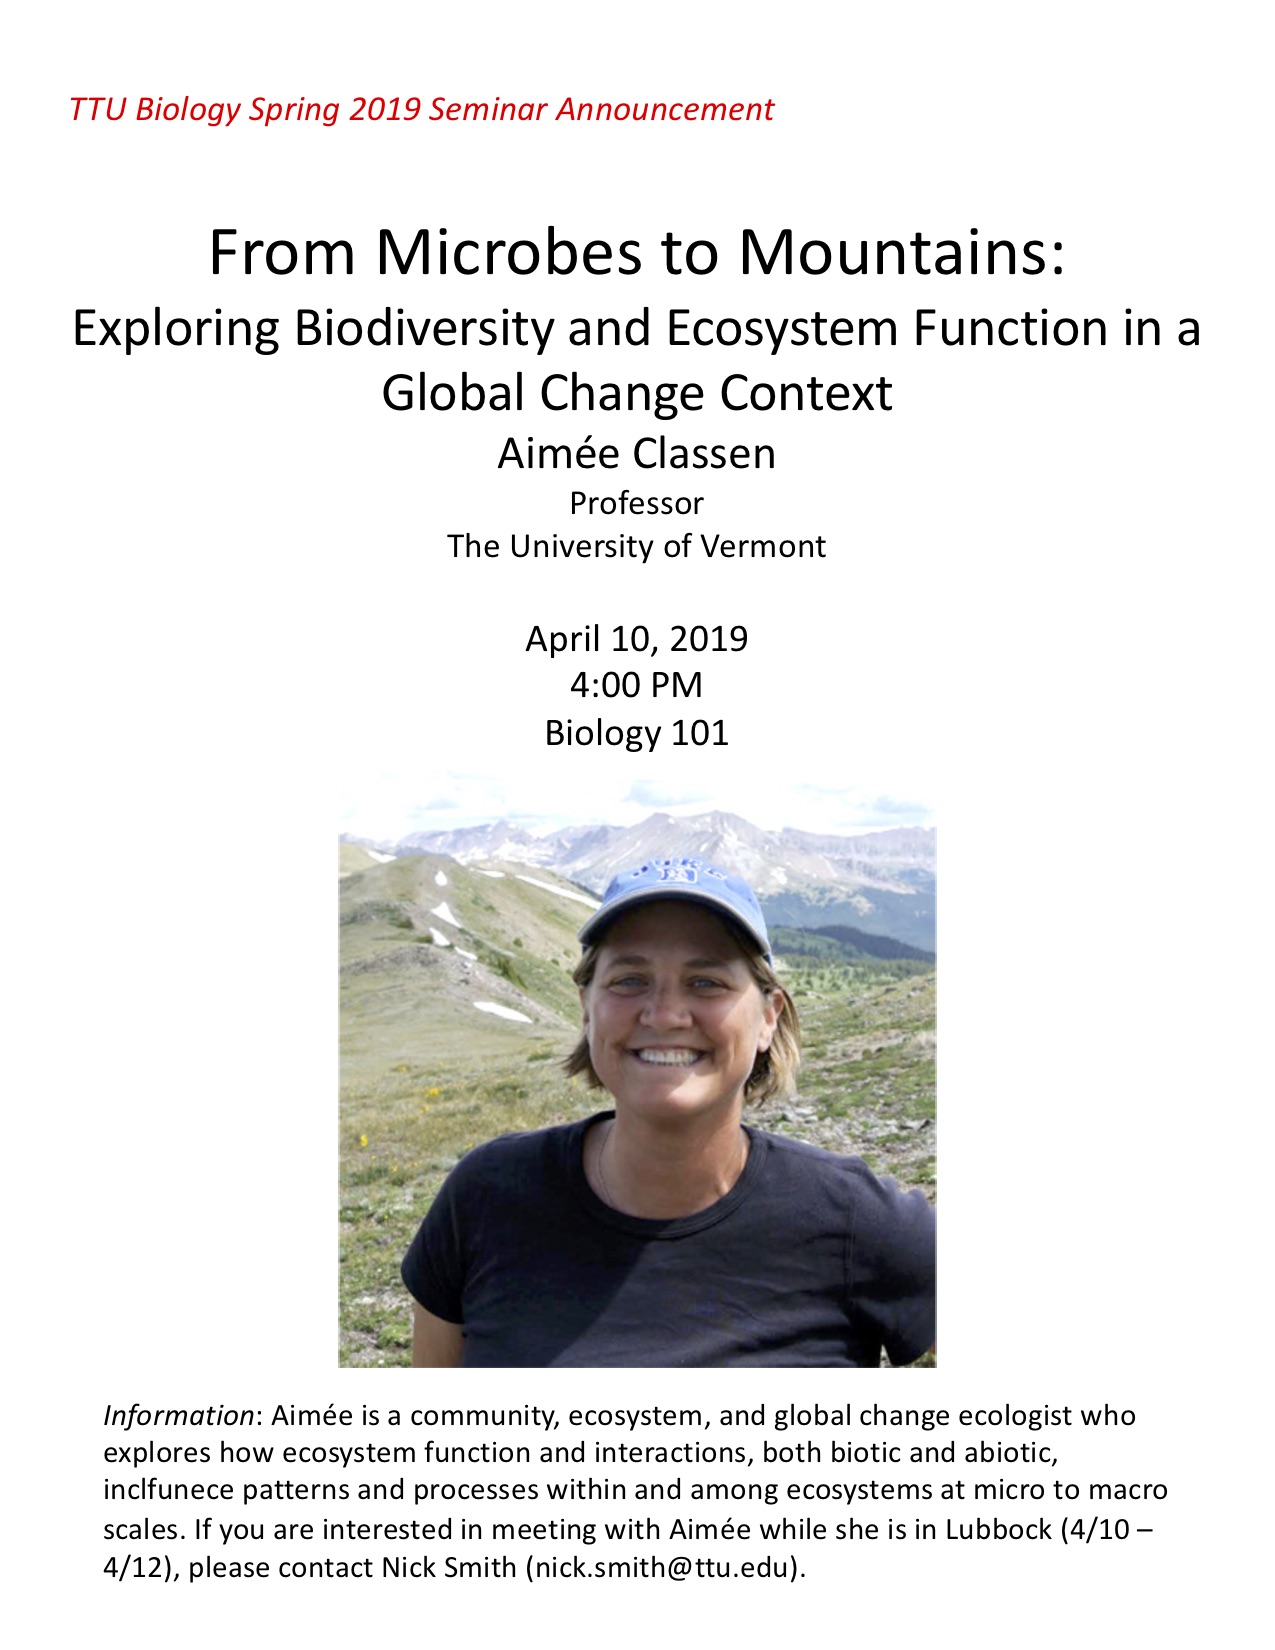 TTU Biology Spring 2019 Seminar Announcement
From Microbes to Mountains:
Exploring Biodiversity and Ecosystem Function in a
Global Change Context
Aimée Classen
Professor
The University of Vermont
April 10, 2019
4:00 PM
Biology 101
DUKE
D
Information: Aimée is a community, ecosystem, and global change ecologist who
explores how ecosystem function and interactions, both biotic and abiotic,
inclfunece patterns and processes within and among ecosystems at micro to macro
scales. If you are interested in meeting with Aimée while she is in Lubbock (4/10 –
4/12), please contact Nick Smith (nick.smith@ttu.edu).